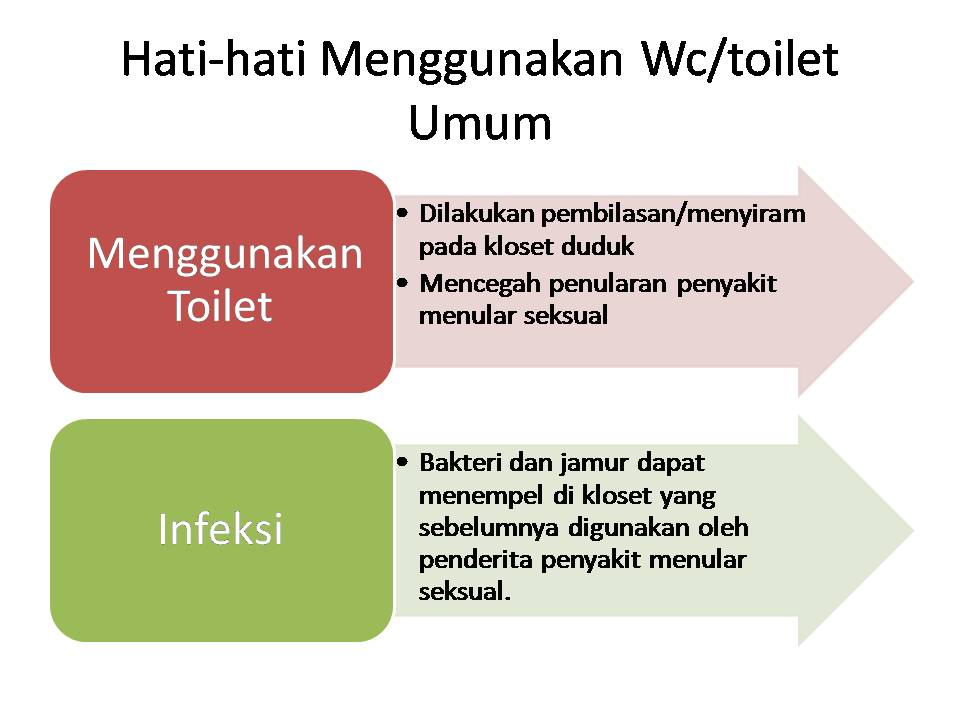 Hati-hati Menggunakan Wc/toilet
Umum
Menggunakan
Toilet
• Dilakukan pembilasan/menyiram
pada kloset duduk
• Mencegah penularan penyakit
menular seksual
Infeksi
• Bakteri dan jamur dapat
menempel di kloset yang
sebelumnya digunakan oleh
penderita penyakit menular
seksual.